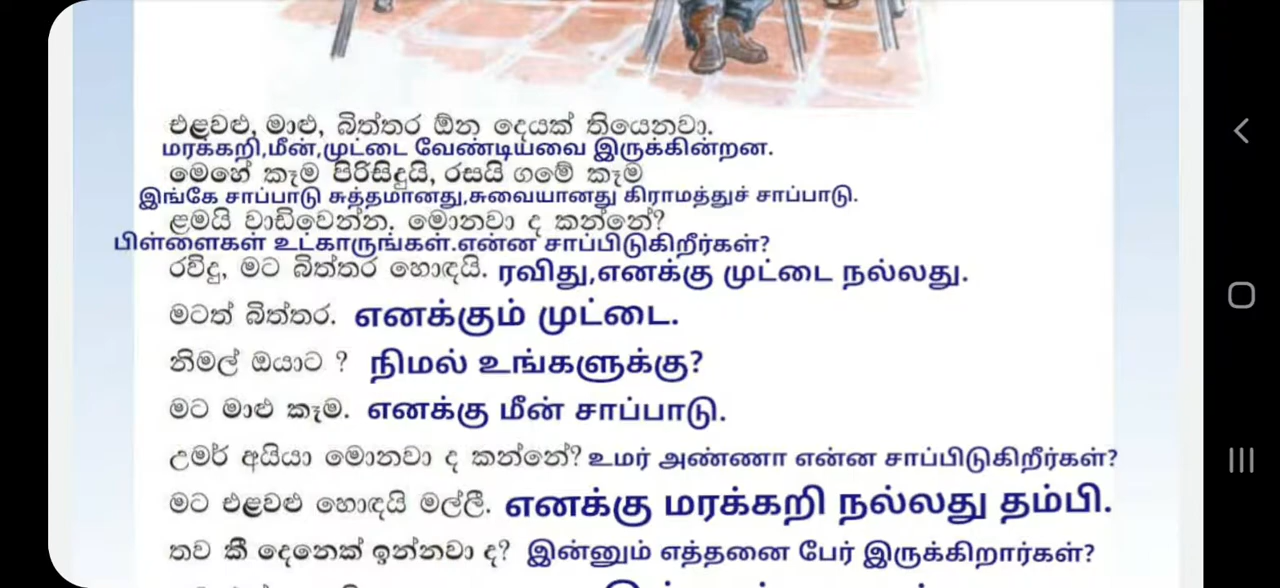 එළවළු, මාළු, බිත්තර ඕන දෙයක් තියෙනවා.
மரக்கறி,மீன்,முட்டை வேண்டியவை இருக்கின்றன.
මෙහේ කෑම පිරිසිදුයි, රසයි ගමේ කෑම
இங்கே சாப்பாடு சுத்தமானது,சுவையானது கிராமத்துச் சாப்பாடு.
ළමයි වාඩිවෙන්න. මොනවා ද කන්නේ?
பிள்ளைகள் உட்காருங்கள்.என்ன சாப்பிடுகிறீர்கள்?
රවිඳු, මට බිත්තර හොඳයි. ரவிது,எனக்கு முட்டை நல்லது.
මටත් බිත්තර. எனக்கும் முட்டை.
නිමල් ඔයාට ? நிமல் உங்களுக்கு?
මට මාළු කෑම. எனக்கு மீன் சாப்பாடு.
උමර් අයියා මොනවා ද කන්නේ? உமர் அண்ணா என்ன சாப்பிடுகிறீர்கள்?
මට එළවළු හොඳයි මල්ලී. எனக்கு மரக்கறி நல்லது தம்பி.
තව කී දෙනෙක් ඉන්නවා ද? இன்னும் எத்தனை பேர் இருக்கிறார்கள்?